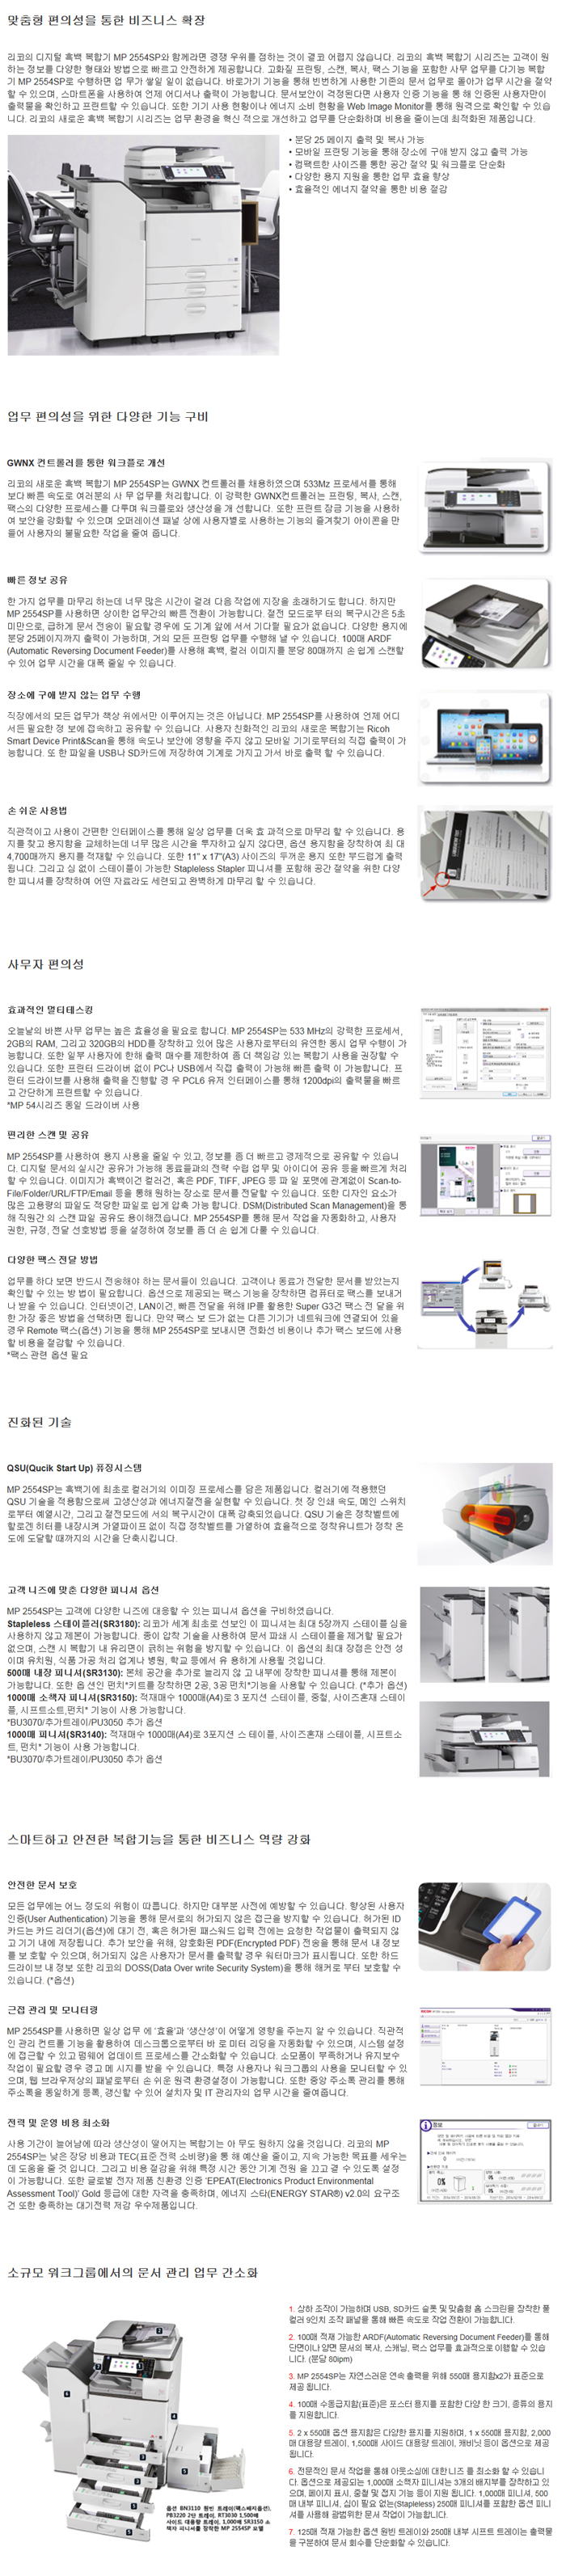 맞춤형 편의성을 통한 비즈니스 확장
리코의 디지털 흑백 복합기 MP 2554SP와 함께라면 경쟁 우위를 점하는 것이 결코 어렵지 않습니다. 리코의 흑백 복합기 시리즈는 고객이 원
하는 정보를 다양한 형태와 방법으로 빠르고 안전하게 제공합니다. 고화질 프린팅, 스캔, 복사, 팩스 기능을 포함한 사무 업무를 다기능 복합
기 MP 2554SP로 수행하면 업 무가 쌓일 일이 없습니다. 바로가기 기능을 통해 빈번하게 사용한 기존의 문서 업무로 돌아가 업무 시간을 절약
할 수 있으며, 스마트폰을 사용하여 언제 어디서나 출력이 가능합니다. 문서보안이 걱정된다면 사용자 인증 기능을 통 해 인증된 사용자만이
출력물을 확인하고 프린트할 수 있습니다. 또한 기기 사용 현황이나 에너지 소비 현황을 Web Image Monitor를 통해 원격으로 확인할 수 있습니
다. 리코의 새로운 흑백 복합기 시리즈는 업무 환경을 혁신 적으로 개선하고 업무를 단순화하며 비용을 줄이는데 최적화된 제품입니다.
• 분당 25 페이지 출력 및 복사 가능
• 모바일 프린팅 기능을 통해 장소에 구애 받지 않고 출력 가능
• 컴팩트한 사이즈를 통한 공간 절약 및 워크플로 단순화
• 다양한 용지 지원을 통한 업무 효율 향상
• 효율적인 에너지 절약을 통한 비용 절감
업무 편의성을 위한 다양한 기능 구비
GWNX 컨트롤러를 통한 워크플로 개선
리코의 새로운 흑백 복합기 MP 2554SP는 GWNX 컨트롤러를 채용하였으며 533Mz 프로세서를 통해
보다 빠른 속도로 여러분의 사 무 업무를 처리합니다. 이 강력한 GWNX컨트롤러는 프린팅, 복사, 스캔,
팩스의 다양한 프로세스를 다루며 워크플로와 생산성을 개 선합니다. 또한 프린트 잠금 기능을 사용하
여 보안을 강화할 수 있으며 오퍼레이션 패널 상에 사용자별로 사용하는 기능의 즐겨찾기 아이콘을 만
들어 사용자의 불필요한 작업을 줄여 줍니다.
빠른 정보 공유
한 가지 업무를 마무리 하는데 너무 많은 시간이 걸려 다음 작업에 지장을 초래하기도 합니다. 하지만
MP 2554SP를 사용하면 상이한 업무간의 빠른 전환이 가능합니다. 절전 모드로부 터의 복구시간은 5초
미만으로, 급하게 문서 전송이 필요할 경우에 도 기계 앞에 서서 기다릴 필요가 없습니다. 다양한 용지에
분당 25페이지까지 출력이 가능하며, 거의 모든 프린팅 업무를 수행해 낼 수 있습니다. 100매 ARDF
(Automatic Reversing Document Feeder)를 사용해 흑백, 컬러 이미지를 분당 80매까지 손 쉽게 스캔할
수 있어 업무 시간을 대폭 줄일 수 있습니다.
장소에 구애 받지 않는 업무 수행
직장에서의 모든 업무가 책상 위에서만 이루어지는 것은 아닙니다. MP 2554SP를 사용하여 언제 어디
서든 필요한 정 보에 접속하고 공유할 수 있습니다. 사용자 친화적인 리코의 새로운 복합기는 Ricoh
Smart Device Print&Scan을 통해 속도나 보안에 영향을 주지 않고 모바일 기기로부터의 직접 출력이 가
능합니다. 또 한 파일을 USB나 SD카드에 저장하여 기계로 가지고 가서 바로 출력 할 수 있습니다.
손 쉬운 사용법
직관적이고 사용이 간편한 인터페이스를 통해 일상 업무를 더욱 효 과적으로 마무리 할 수 있습니다. 용
지를 찾고 용지함을 교체하는데 너무 많은 시간을 투자하고 싶지 않다면, 옵션 용지함을 장착하여 최 대
4,700매까지 용지를 적재할 수 있습니다. 또한 11" x 17"(A3) 사이즈의 두꺼운 용지 또한 부드럽게 출력
됩니다. 그리고 심 없이 스테이플이 가능한 Stapleless Stapler 피니셔를 포함해 공간 절약을 위한 다양
한 피니셔를 장착하여 어떤 자료라도 세련되고 완벽하게 마무리 할 수 있습니다.
사무자 편의성
효과적인 멀티태스킹
오늘날의 바쁜 사무 업무는 높은 효율성을 필요로 합니다. MP 2554SP는 533 MHz의 강력한 프로세서,
2GB의 RAM, 그리고 320GB의 HDD를 장착하고 있어 많은 사용자로부터의 유연한 동시 업무 수행이 가
능합니다. 또한 일부 사용자에 한해 출력 매수를 제한하여 좀 더 책임감 있는 복합기 사용을 권장할 수
있습니다. 또한 프린터 드라이버 없이 PC나 USB에서 직접 출력이 가능해 빠른 출력 이 가능합니다. 프
린터 드라이브를 사용해 출력을 진행할 경 우 PCL6 유저 인터페이스를 통해 1200dpi의 출력물을 빠르
고 간단하게 프린트 할 수 있습니다.
*MP 54시리즈 동일 드라이버 사용
편리한 스캔 및 공유
MP 2554SP를 사용하여 용지 사용을 줄일 수 있고, 정보를 좀 더 빠르고 경제적으로 공유할 수 있습니
다. 디지털 문서의 실시간 공유가 가능해 동료들과의 전략 수립 업무 및 아이디어 공유 등을 빠르게 처리
할 수 있습니다. 이미지가 흑백이건 컬러건, 혹은 PDF, TIFF, JPEG 등 파 일 포맷에 관계없이 Scan-to-
File/Folder/URL/FTP/Email 등을 통해 원하는 장소로 문서를 전달할 수 있습니다. 또한 디자인 요소가
많은 고용량의 파일도 적당한 파일로 쉽게 압축 가능 합니다. DSM(Distributed Scan Management)을 통
해 직원간 의 스캔 파일 공유도 용이해졌습니다. MP 2554SP를 통해 문서 작업을 자동화하고, 사용자
권한, 규정, 전달 선호방법 등을 설정하여 정보를 좀 더 손 쉽게 다룰 수 있습니다.
다양한 팩스 전달 방법
업무를 하다 보면 반드시 전송해야 하는 문서들이 있습니다. 고객이나 동료가 전달한 문서를 받았는지
확인할 수 있는 방 법이 필요합니다. 옵션으로 제공되는 팩스 기능을 장착하면 컴퓨터로 팩스를 보내거
나 받을 수 있습니다. 인터넷이건, LAN이건, 빠른 전달을 위해 IP를 활용한 Super G3건 팩스 전 달을 위
한 가장 좋은 방법을 선택하면 됩니다. 만약 팩스 보 드가 없는 다른 기기가 네트워크에 연결되어 있을
경우 Remote 팩스(옵션) 기능을 통해 MP 2554SP로 보내시면 전화선 비용이나 추가 팩스 보드에 사용
할 비용을 절감할 수 있습니다.
*팩스 관련 옵션 필요
진화된 기술
QSU(Qucik Start Up) 퓨징시스템
MP 2554SP는 흑백기에 최초로 컬러기의 이미징 프로세스를 담은 제품입니다. 컬러기에 적용했던
QSU 기술을 적용함으로써 고생산성과 에너지절전을 실현할 수 있습니다. 첫 장 인쇄 속도, 메인 스위치
로부터 예열시간, 그리고 절전모드에 서의 복구시간이 대폭 감축되었습니다. QSU 기술은 정착벨트에
할로겐 히터를 내장시켜 가열파이프 없이 직접 정착벨트를 가열하여 효율적으로 정착유니트가 정착 온
도에 도달할 때까지의 시간을 단축시킵니다.
고객 니즈에 맞춘 다양한 피니셔 옵션
MP 2554SP는 고객에 다양한 니즈에 대응할 수 있는 피니셔 옵션을 구비하였습니다.
Stapleless 스테이플러(SR3180): 리코가 세계 최초로 선보인 이 피니셔는 최대 5장까지 스테이플 심을
사용하지 않고 제본이 가능합니다. 종이 압착 기술을 사용하여 문서 파쇄 시 스테이플을 제거할 필요가
없으며, 스캔 시 복합기 내 유리면이 긁히는 위험을 방지할 수 있습니다. 이 옵션의 최대 장점은 안전 성
이며 유치원, 식품 가공 처리 업계나 병원, 학교 등에서 유 용하게 사용될 것입니다.
500매 내장 피니셔(SR3130): 본체 공간을 추가로 늘리지 않 고 내부에 장착한 피니셔를 통해 제본이
가능합니다. 또한 옵 션인 펀치*키트를 장착하면 2공, 3공 펀치*기능을 사용할 수 있습니다. (*추가 옵션)
1000매 소책자 피니셔(SR3150): 적재매수 1000매(A4)로 3 포지션 스테이플, 중철, 사이즈혼재 스테이
플, 시프트소트,펀치* 기능이 사용 가능합니다.
*BU3070/추가트레이/PU3050 추가 옵션
1000매 피니셔(SR3140): 적재매수 1000매(A4)로 3포지션 스 테이플, 사이즈혼재 스테이플, 시프트소
트, 펀치* 기능이 사용 가능합니다.
*BU3070/추가트레이/PU3050 추가 옵션
스마트하고 안전한 복합기능을 통한 비즈니스 역량 강화
안전한 문서 보호
모든 업무에는 어느 정도의 위험이 따릅니다. 하지만 대부분 사전에 예방할 수 있습니다. 향상된 사용자
인증(User Authentication) 기능을 통해 문서로의 허가되지 않은 접근을 방지할 수 있습니다. 허가된 ID
카드는 카드 리더기(옵션)에 대기 전, 혹은 허가된 패스워드 입력 전에는 요청한 작업물이 출력되지 않
고 기기 내에 저장됩니다. 추가 보안을 위해, 암호화된 PDF(Encrypted PDF) 전송을 통해 문서 내 정보
를 보 호할 수 있으며, 허가되지 않은 사용자가 문서를 출력할 경우 워터마크가 표시됩니다. 또한 하드
드라이브 내 정보 또한 리코의 DOSS(Data Over write Security System)을 통해 해커로 부터 보호할 수
있습니다. (*옵션)
근접 관리 및 모니터링
MP 2554SP를 사용하면 일상 업무 에 '효율'과 '생산성'이 어떻게 영향을 주는지 알 수 있습니다. 직관적
인 관리 컨트롤 기능을 활용하여 데스크톱으로부터 바 로 미터 리딩을 자동화할 수 있으며, 시스템 설정
에 접근할 수 있고 펌웨어 업데이트 프로세스를 간소화할 수 있습니다. 소모품이 부족하거나 유지보수
작업이 필요할 경우 경고 메 시지를 받을 수 있습니다. 특정 사용자나 워크그룹의 사용을 모니터할 수 있
으며, 웹 브라우져상의 패널로부터 손 쉬운 원격 환경설정이 가능합니다. 또한 중앙 주소록 관리를 통해
주소록을 동일하게 등록, 갱신할 수 있어 설치자 및 IT 관리자의 업무 시간을 줄여줍니다.
전력 및 운영 비용 최소화
사용 기간이 늘어남에 따라 생산성이 떨어지는 복합기는 아 무도 원하지 않을 것입니다. 리코의 MP
2554SP는 낮은 장당 비용과 TEC(표준 전력 소비량)을 통 해 예산을 줄이고, 지속 가능한 목표를 세우는
데 도움을 줄 것 입니다. 그리고 비용 절감을 위해 특정 시간 동안 기계 전원 을 끄고 결 수 있도록 설정
이 가능합니다. 또한 글로벌 전자 제품 친환경 인증 'EPEAT(Electronics Product Environmental
Assessment Tool)' Gold 등급에 대한 자격을 충족하며, 에너지 스타(ENERGY STAR®) v2.0의 요구조
건 또한 충족하는 대기전력 저감 우수제품입니다.
소규모 워크그룹에서의 문서 관리 업무 간소화
1. 상하 조작이 가능하며 USB, SD카드 슬롯 및 맞춤형 홈 스크린을 장착한 풀
컬러 9인치 조작 패널을 통해 빠른 속도로 작업 전환이 가능합니다.
2. 100매 적재 가능한 ARDF(Automatic Reversing Document Feeder)를 통해
단면이나 양면 문서의 복사, 스캐닝, 팩스 업무를 효과적으로 이행할 수 있습
니다. (분당 80ipm)
3. MP 2554SP는 자연스러운 연속 출력을 위해 550매 용지함x2가 표준으로
제공 됩니다.
4. 100매 수동급지함(표준)은 포스터 용지를 포함한 다양 한 크기, 종류의 용지
를 지원합니다.
5. 2 x 550매 옵션 용지함은 다양한 용지를 지원하며, 1 x 550매 용지함, 2,000
매 대용량 트레이, 1,500매 사이드 대용량 트레이, 캐비닛 등이 옵션으로 제공
됩니다.
6. 전문적인 문서 작업을 통해 아웃소싱에 대한 니즈 를 최소화 할 수 있습니
다. 옵션으로 제공되는 1,000매 소책자 피니셔는 3개의 배지부를 장착하고 있
으며, 페이지 표시, 중철 및 접지 기능 등이 지원 됩니다. 1,000매 피니셔, 500
매 내부 피니셔, 심이 필요 없는(Stapleless) 250매 피니셔를 포함한 옵션 피니
셔를 사용해 광범위한 문서 작업이 가능합니다.
7. 125매 적재 가능한 옵션 원빈 트레이와 250매 내부 시프트 트레이는 출력물
을 구분하여 문서 회수를 단순화할 수 있습니다.
옵션 BN3110 원빈 트레이(팩스배지옵션),
PB3220 2단 트레이, RT3030 1,500매
사이드 대용량 트레이, 1,000매 SR3150 소
책자 피니셔를 장착한 MP 2554SP 모델